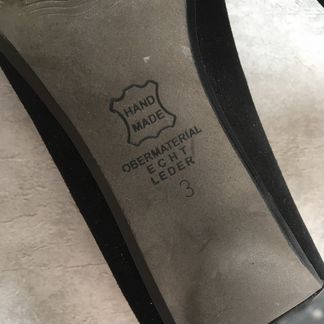 HAND
MADE
OBERMATERIAL
ECHT
LEDER
3